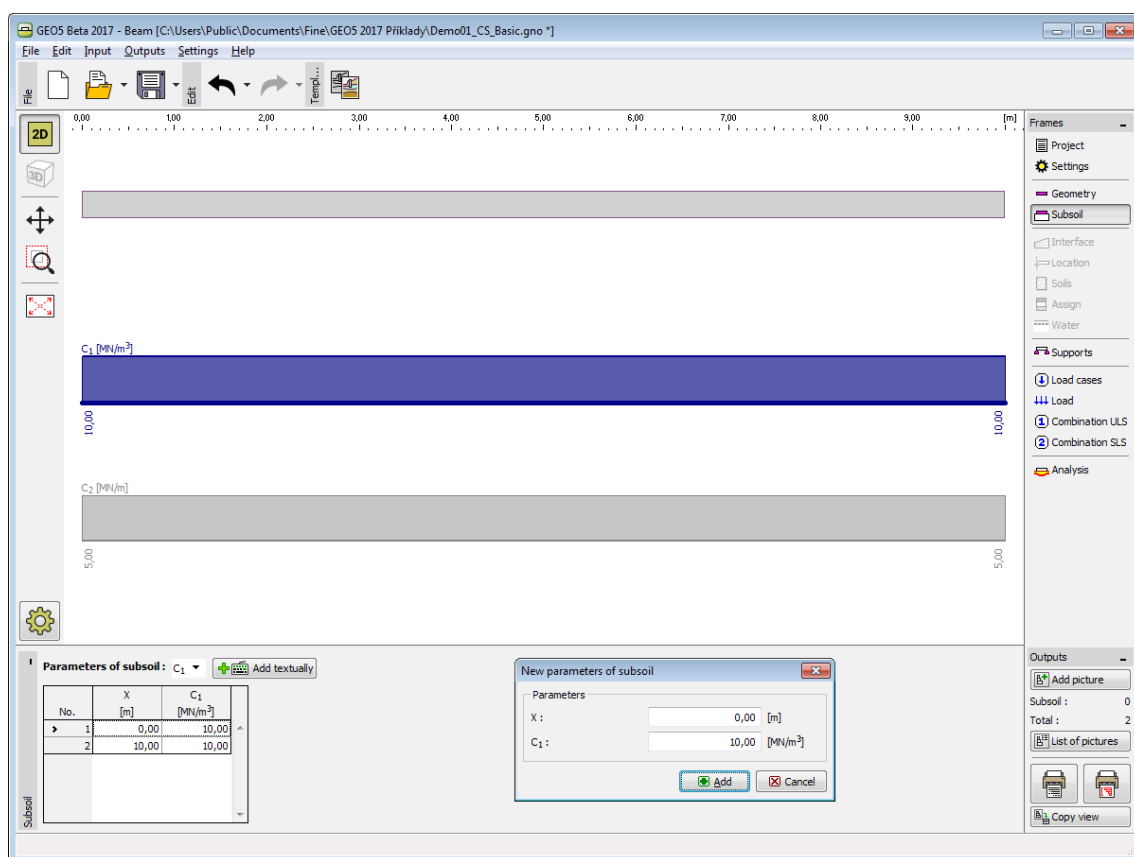 GEO5 Beta 2017 - Beam [C:\Users\Public\Documents\Fine\GEO5 2017 Příklady\Demo01_CS_Basic.gno *]
File Edit Input Outputs Settings Help
File
Edit
Templ...
2D
3D
0,00 1,00 2,00 3,00 4,00 5,00 6,00 7,00 8,00 9,00 [m]
C1 [MN/m³]
10,00 10,00
C2 [MN/m]
5,00 5,00
Frames
Project
Settings
Geometry
Subsoil
Interface
Location
Soils
Assign
Water
Supports
Load cases
Load
1 Combination ULS
2 Combination SLS
Analysis
Subsoil
Parameters of subsoil : C1 Add textually
No. X [m] C1 [MN/m³]
> 1 0,00 10,00
2 10,00 10,00
New parameters of subsoil
Parameters
X : 0,00 [m]
C1 : 10,00 [MN/m³]
Add Cancel
Outputs
Add picture
Subsoil : 0
Total : 2
List of pictures
Copy view